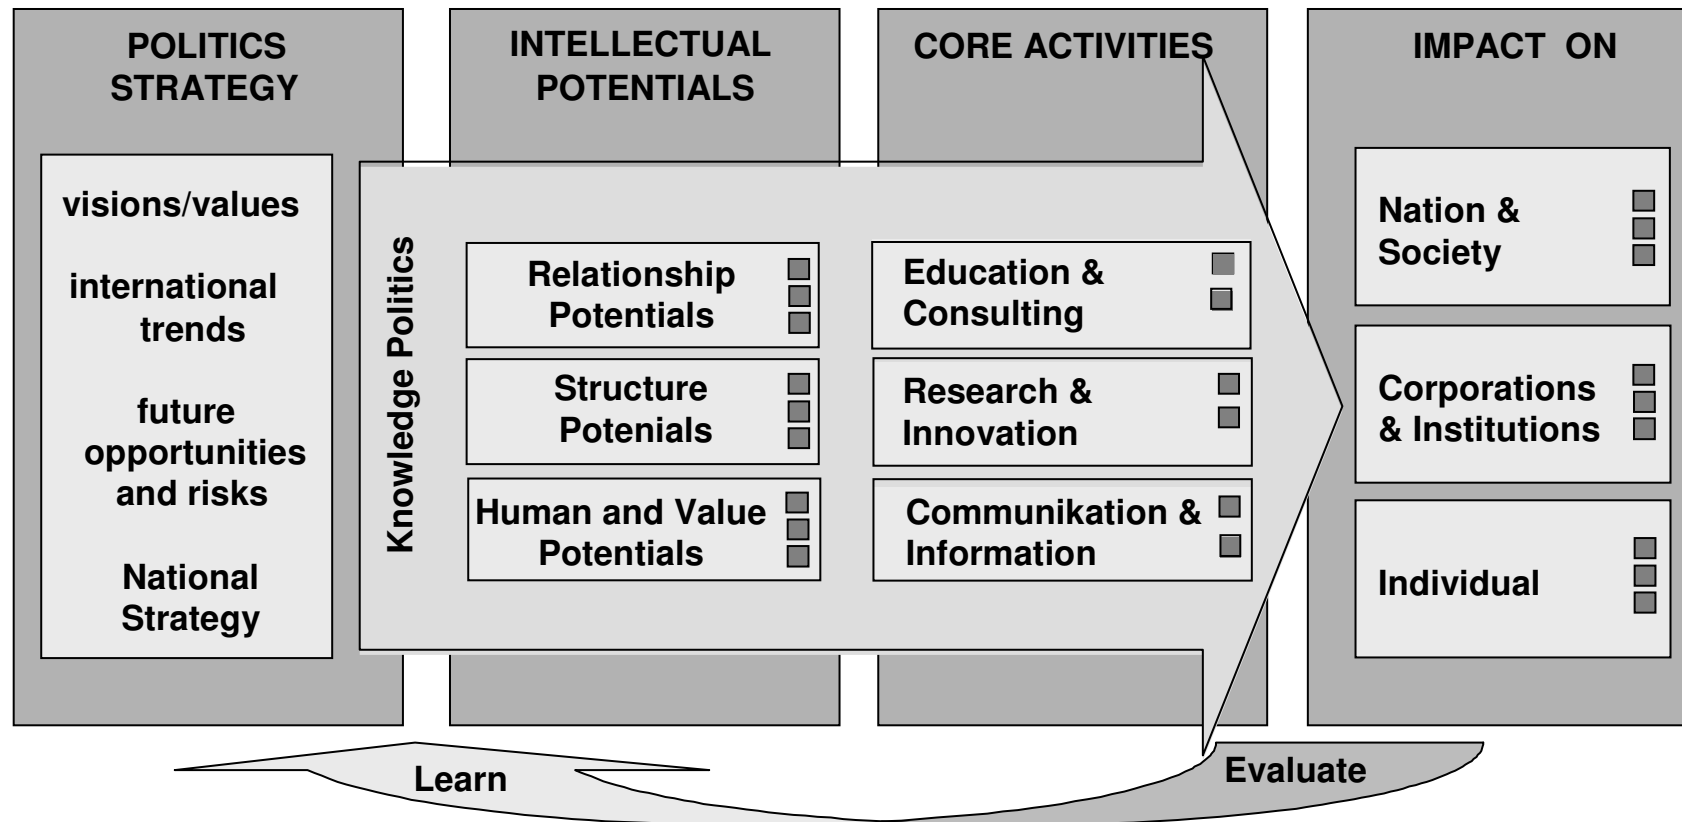 POLITICS
STRATEGY
visions/values
international
trends
future
opportunities
and risks
National
Strategy
INTELLECTUAL
POTENTIALS
Knowledge Politics
Relationship
Potentials
Structure
Potenials
Human and Value
Potentials
CORE ACTIVITIES
Education &
Consulting
Research &
Innovation
Communikation &
Information
IMPACT ON
Nation &
Society
Corporations
& Institutions
Individual
Learn
Evaluate